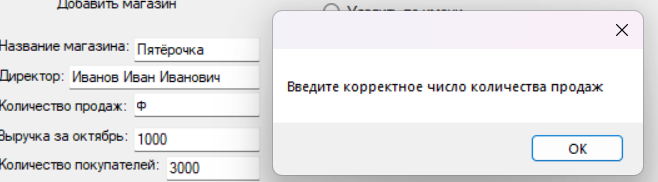 Добавить магазин
Название магазина: Пятёрочка
Директор: Иванов Иван Иванович
Количество продаж: Ф
Выручка за октябрь: 1000
Количество покупателей: 3000
Введите корректное число количества продаж
OK